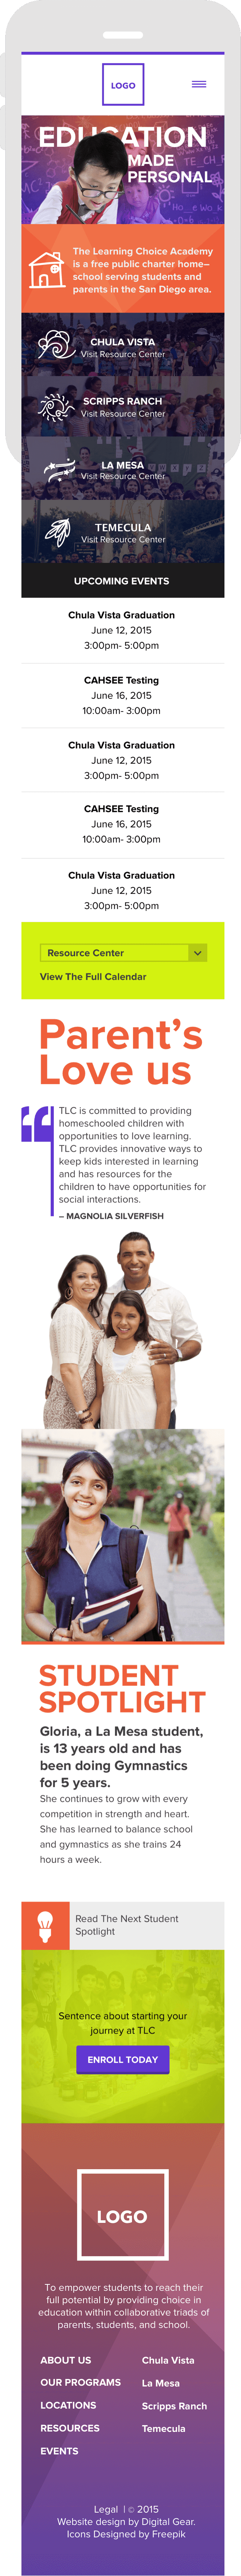 LOGO
EDUCATION
MADE
PERSONAL
The Learning Choice Academy
is a free public charter home–
school serving students and
parents in the San Diego area.
CHULA VISTA
Visit Resource Center
SCRIPPS RANCH
Visit Resource Center
LA MESA
Visit Resource Center
TEMECULA
Visit Resource Center
UPCOMING EVENTS
Chula Vista Graduation
June 12, 2015
3:00pm- 5:00pm
CAHSEE Testing
June 16, 2015
10:00am- 3:00pm
Chula Vista Graduation
June 12, 2015
3:00pm- 5:00pm
CAHSEE Testing
June 16, 2015
10:00am- 3:00pm
Chula Vista Graduation
June 12, 2015
3:00pm- 5:00pm
Resource Center
View The Full Calendar
Parent’s
Love us
TLC is committed to providing
homeschooled children with
opportunities to love learning.
TLC provides innovative ways to
keep kids interested in learning
and has resources for the
children to have opportunities for
social interactions.
– MAGNOLIA SILVERFISH
STUDENT
SPOTLIGHT
Gloria, a La Mesa student,
is 13 years old and has
been doing Gymnastics
for 5 years.
She continues to grow with every
competition in strength and heart.
She has learned to balance school
and gymnastics as she trains 24
hours a week.
Read The Next Student
Spotlight
Sentence about starting your
journey at TLC
ENROLL TODAY
LOGO
To empower students to reach their
full potential by providing choice in
education within collaborative triads of
parents, students, and school.
ABOUT US Chula Vista
OUR PROGRAMS La Mesa
LOCATIONS Scripps Ranch
RESOURCES Temecula
EVENTS
Legal | © 2015
Website design by Digital Gear.
Icons Designed by Freepik